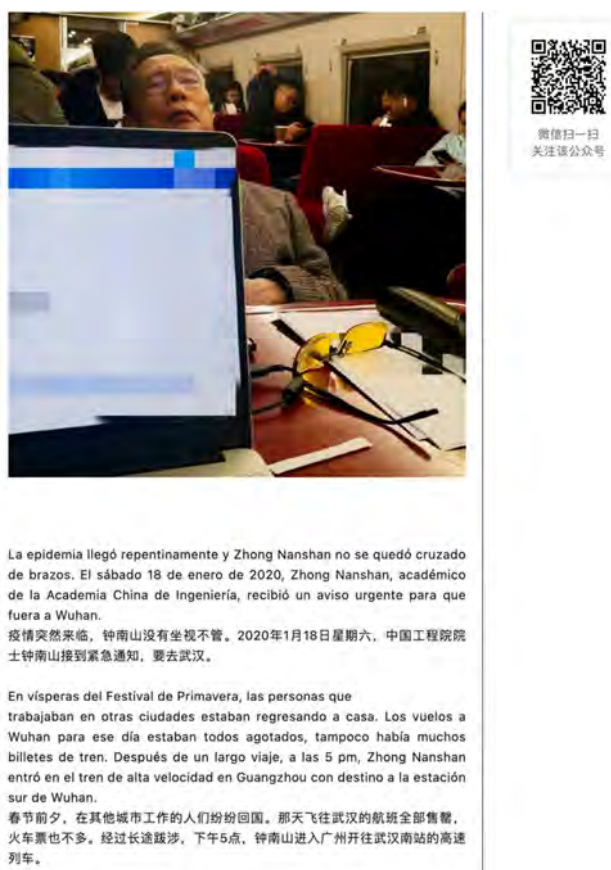 微信扫一扫
关注该公众号
La epidemia llegó repentinamente y Zhong Nanshan no se quedó cruzado
de brazos. El sábado 18 de enero de 2020, Zhong Nanshan, académico
de la Academia China de Ingeniería, recibió un aviso urgente para que
fuera a Wuhan.
疫情突然来临，钟南山没有坐视不管。2020年1月18日星期六，中国工程院院
士钟南山接到紧急通知，要去武汉。
En vísperas del Festival de Primavera, las personas que
trabajaban en otras ciudades estaban regresando a casa. Los vuelos a
Wuhan para ese día estaban todos agotados, tampoco había muchos
billetes de tren. Después de un largo viaje, a las 5 pm, Zhong Nanshan
entró en el tren de alta velocidad en Guangzhou con destino a la estación
sur de Wuhan.
春节前夕，在其他城市工作的人们纷纷回国。那天飞往武汉的航班全部售罄，
火车票也不多。经过长途跋涉，下午5点，钟南山进入广州开往武汉南站的高速
列车。